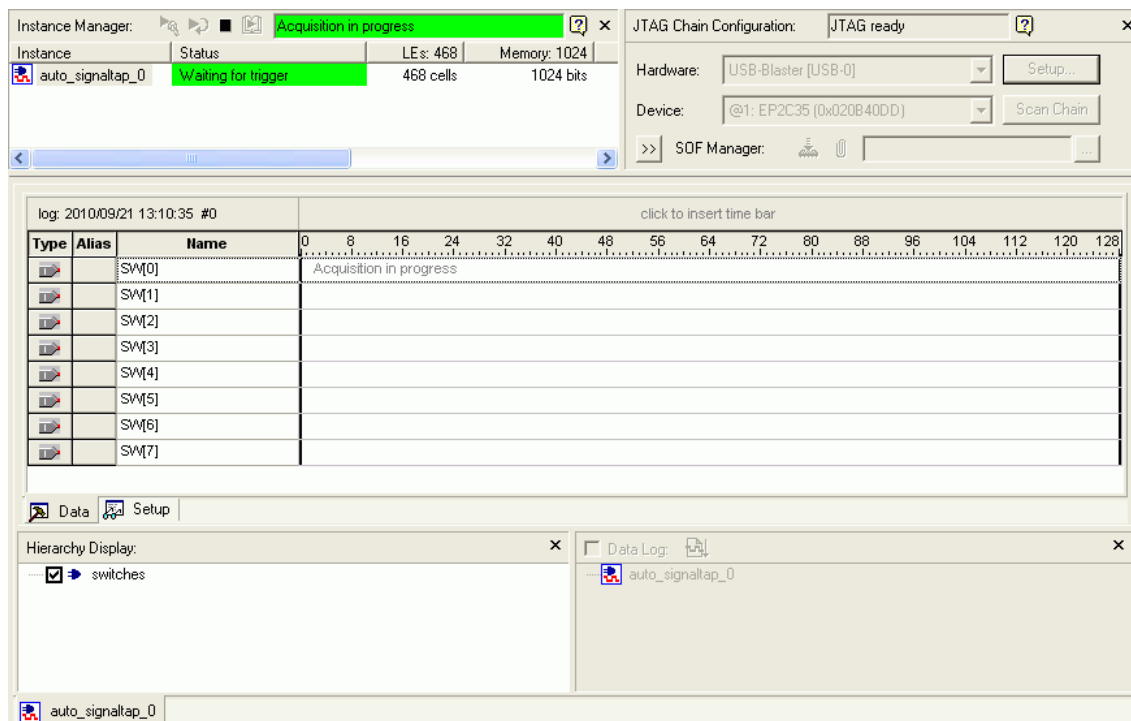 Instance Manager: Acquisition in progress
Instance Status LEs: 468 Memory: 1024
auto_signaltap_0 Waiting for trigger 468 cells 1024 bits
JTAG Chain Configuration: JTAG ready
Hardware: USB-Blaster [USB-0] Setup...
Device: @1: EP2C35 (0x020B40DD) Scan Chain
>> SOF Manager: ...
log: 2010/09/21 13:10:35 #0 click to insert time bar
Type Alias Name 0 8 16 24 32 40 48 56 64 72 80 88 96 104 112 120 128
SW[0] Acquisition in progress
SW[1]
SW[2]
SW[3]
SW[4]
SW[5]
SW[6]
SW[7]
Data Setup
Hierarchy Display:
switches
Data Log:
auto_signaltap_0
auto_signaltap_0